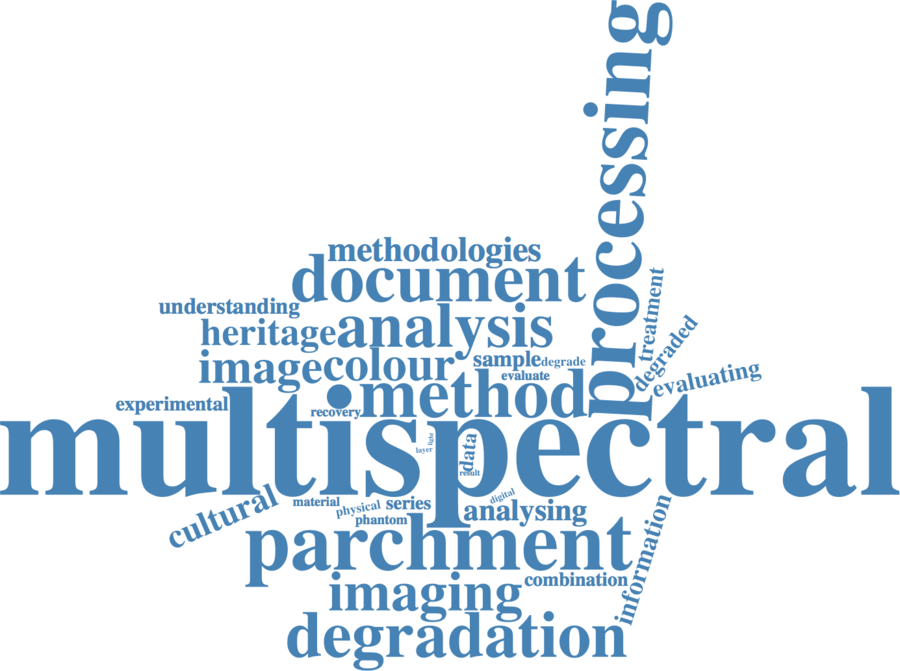 processing
methodologies
document
treatment
understanding
heritage analysis
degraded
image colour sample degrade
evaluate
evaluating
experimental recovery method
multispectral
light
layer
data
result
cultural
material physical series digital
phantom analysing
information
parchment
imaging combination
degradation